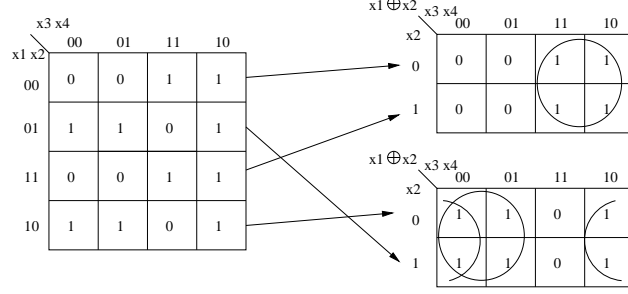 x3 x4
x1 x2
00 01 11 10
00 0 0 1 1
01 1 1 0 1
11 0 0 1 1
10 1 1 0 1
x1 ⊕ x2 x3 x4
x2
00 01 11 10
0 0 0 1 1
1 0 0 1 1
x1 ⊕ x2 x3 x4
x2
00 01 11 10
0 1 1 0 1
1 1 1 0 1